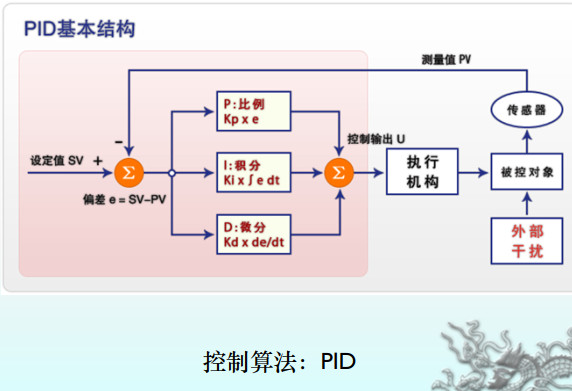 PID基本结构
测量值 PV
P:比例
Kp x e
传感器
−
控制输出 U
设定值 SV +
Σ
I:积分
Ki x ∫ e dt
Σ
执行
机构
被控对象
偏差 e = SV−PV
D:微分
Kd x de/dt
外部
干扰
控制算法：PID